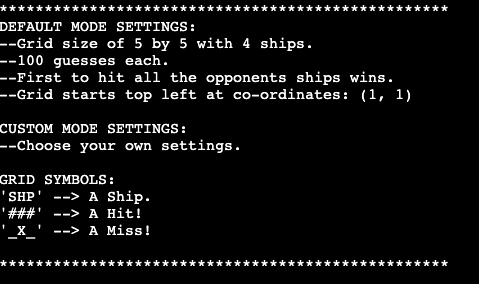 **************************************************
DEFAULT MODE SETTINGS:
--Grid size of 5 by 5 with 4 ships.
--100 guesses each.
--First to hit all the opponents ships wins.
--Grid starts top left at co-ordinates: (1, 1)
CUSTOM MODE SETTINGS:
--Choose your own settings.
GRID SYMBOLS:
'SHP' --> A Ship.
'###' --> A Hit!
'_X_' --> A Miss!
**************************************************